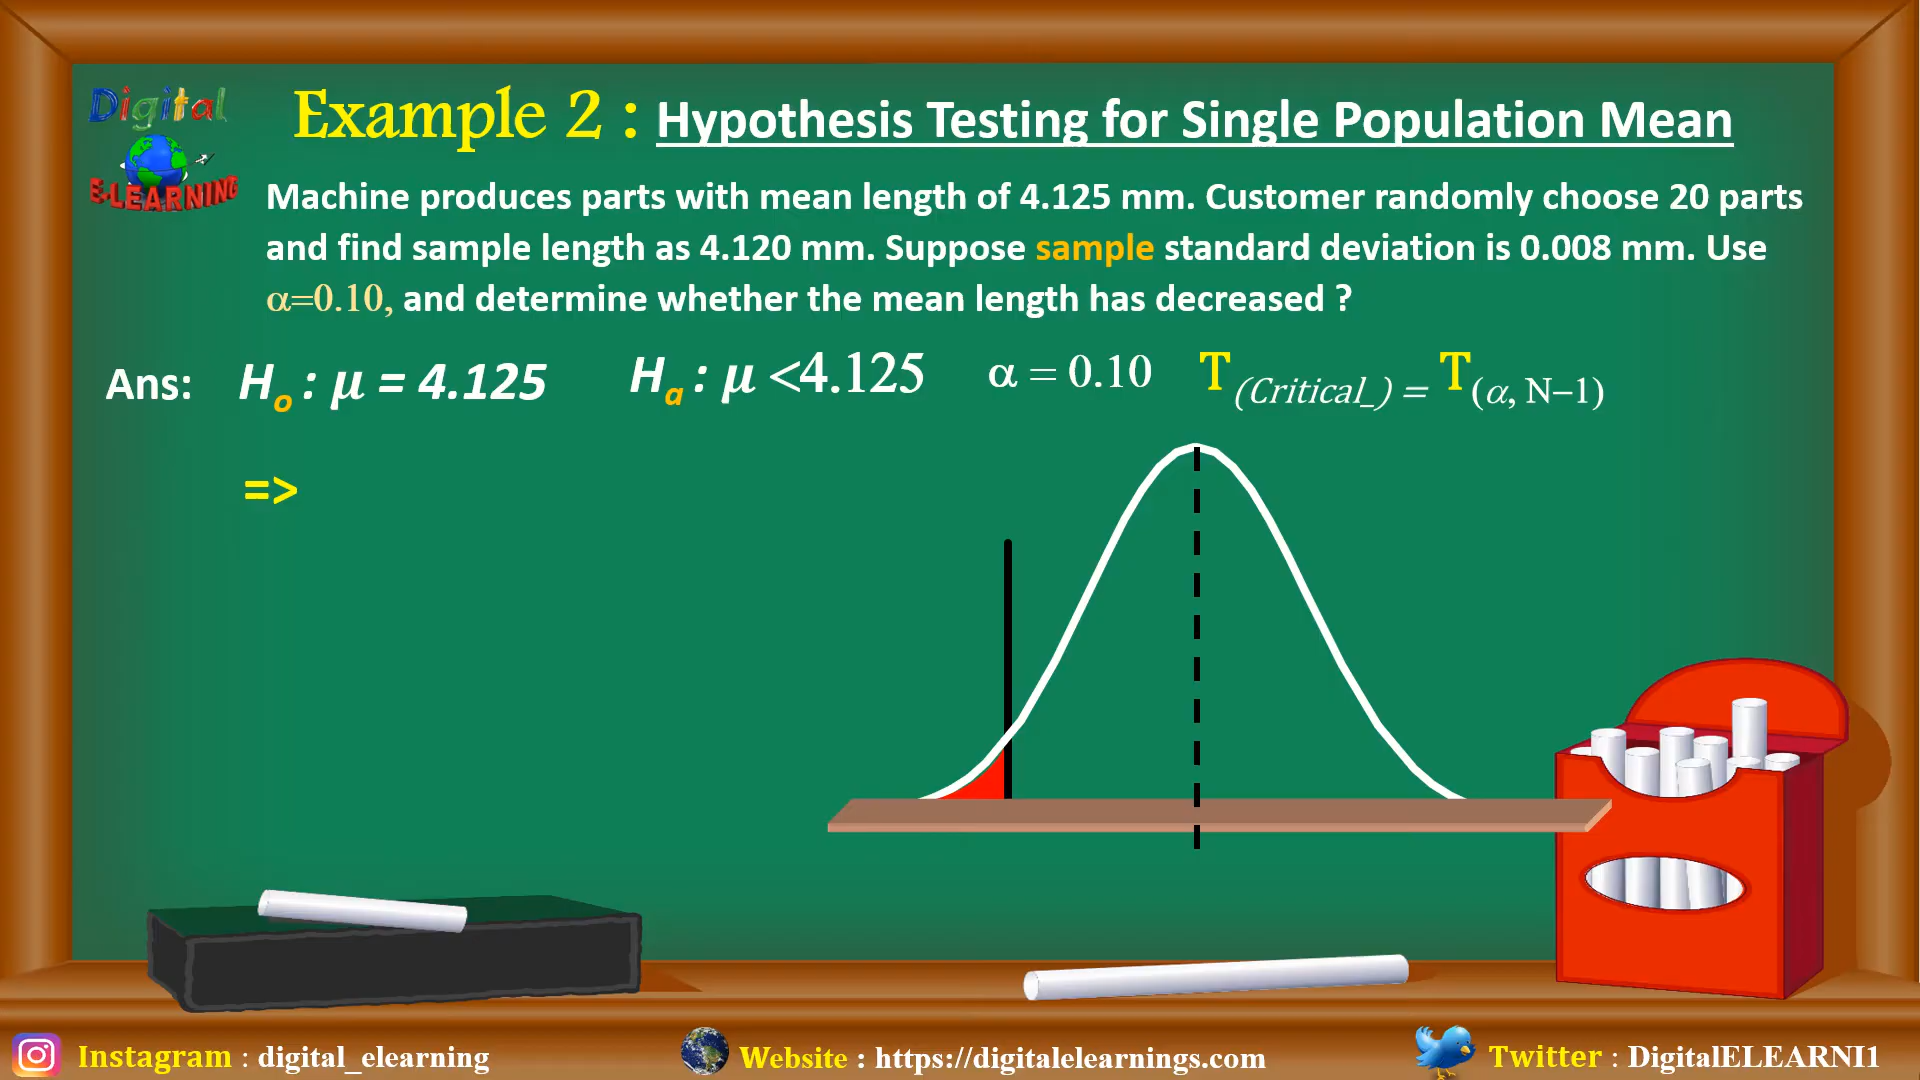 Digital
E-LEARNING
Example 2 : Hypothesis Testing for Single Population Mean
Machine produces parts with mean length of 4.125 mm. Customer randomly choose 20 parts
and find sample length as 4.120 mm. Suppose sample standard deviation is 0.008 mm. Use
α=0.10, and determine whether the mean length has decreased ?
Ans: Ho : μ = 4.125 Ha : μ <4.125 α = 0.10 T(Critical_) = T(α, N−1)
=>
Instagram : digital_elearning Website : https://digitalelearnings.com Twitter : DigitalELEARNI1